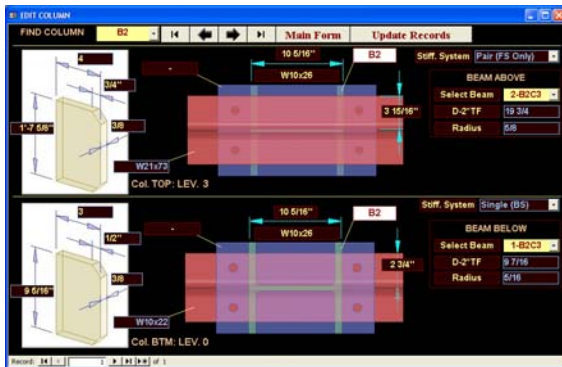 EDIT COLUMN
FIND COLUMN B2 Main Form Update Records
4
3/4"
3/8
1'-7 5/8"
10 5/16"
W10x26
B2
3 15/16"
W21x73
Col. TOP: LEV. 3
Stiff. System Pair (FS Only)
BEAM ABOVE
Select Beam 2-B2C3
D-2"TF 19 3/4
Radius 5/8
3
1/2"
3/8
9 5/16"
10 5/16"
W10x26
B2
2 3/4"
W10x22
Col. BTM: LEV. 0
Stiff. System Single (BS)
BEAM BELOW
Select Beam 1-B2C3
D-2"TF 9 7/16
Radius 5/16
Record: 1 of 1